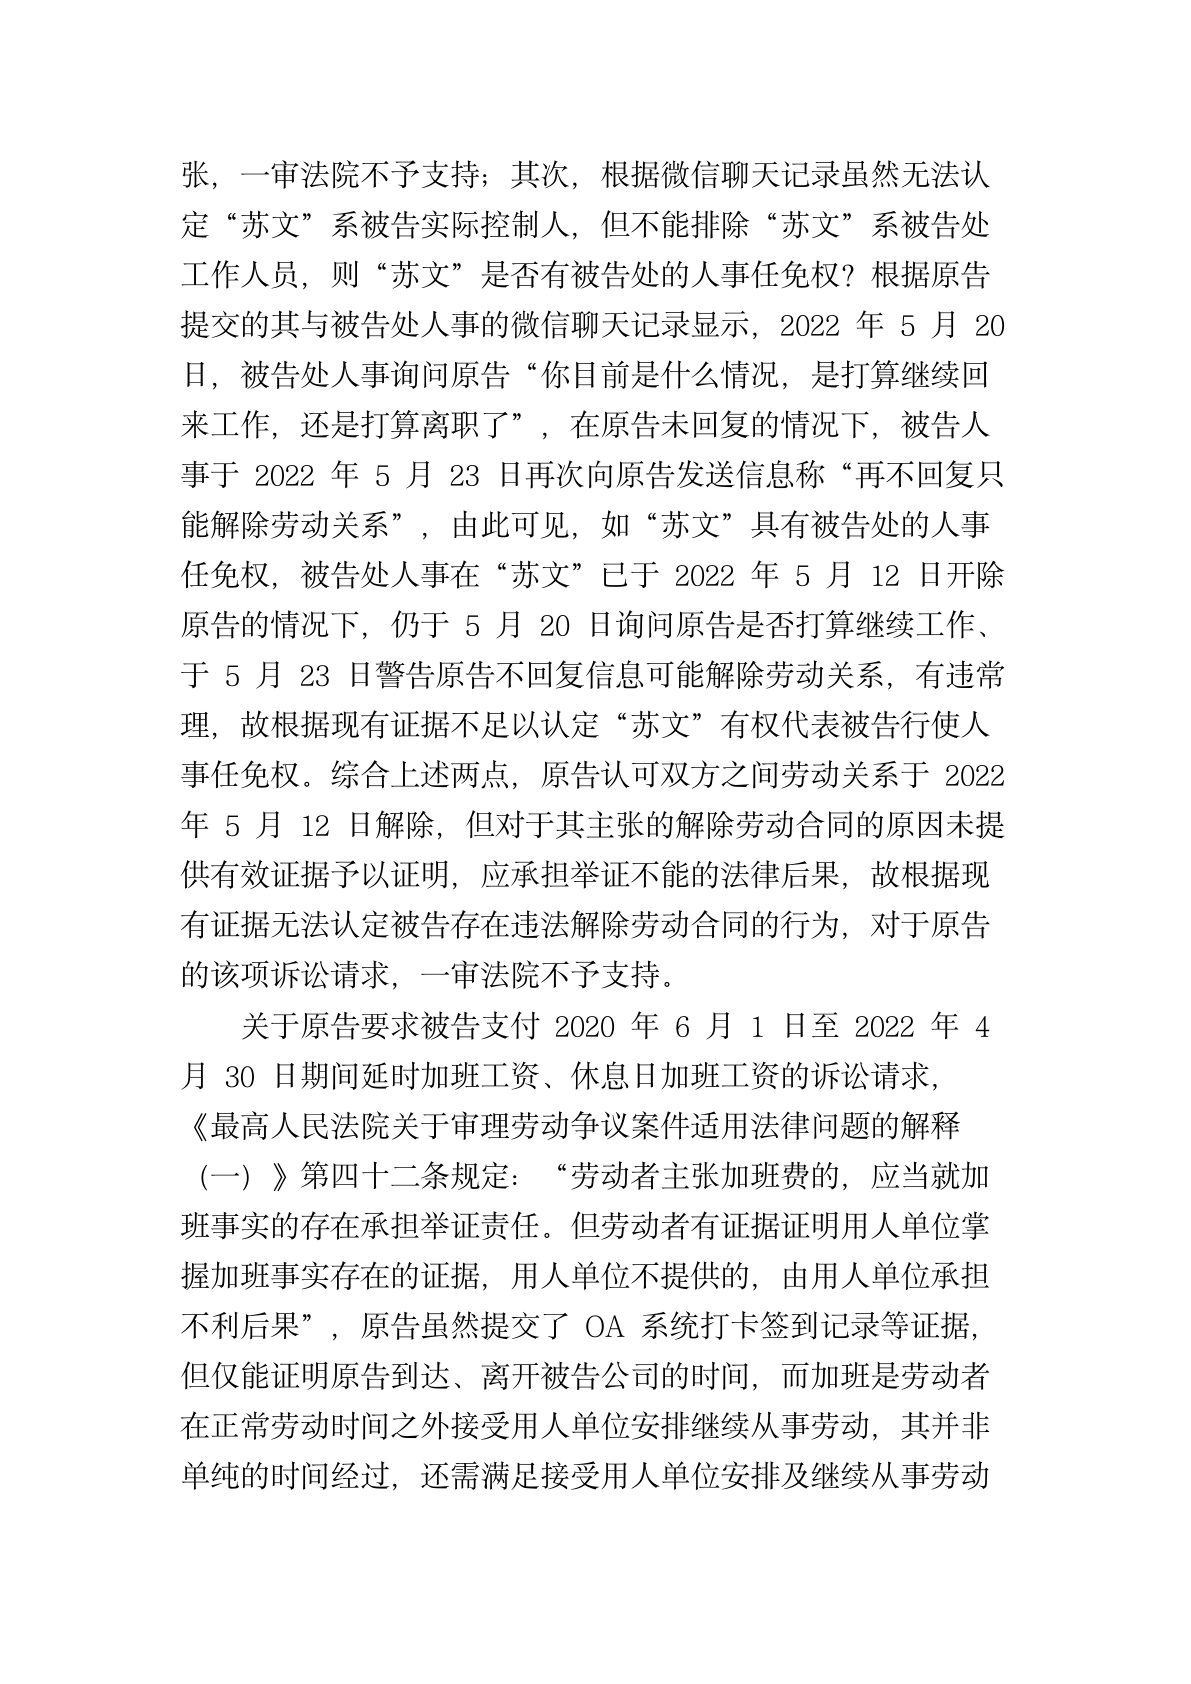 张，一审法院不予支持；其次，根据微信聊天记录虽然无法认
定“苏文”系被告实际控制人，但不能排除“苏文”系被告处
工作人员，则“苏文”是否有被告处的人事任免权？根据原告
提交的其与被告处人事的微信聊天记录显示，2022 年 5 月 20
日，被告处人事询问原告“你目前是什么情况，是打算继续回
来工作，还是打算离职了”，在原告未回复的情况下，被告人
事于 2022 年 5 月 23 日再次向原告发送信息称“再不回复只
能解除劳动关系”，由此可见，如“苏文”具有被告处的人事
任免权，被告处人事在“苏文”已于 2022 年 5 月 12 日开除
原告的情况下，仍于 5 月 20 日询问原告是否打算继续工作、
于 5 月 23 日警告原告不回复信息可能解除劳动关系，有违常
理，故根据现有证据不足以认定“苏文”有权代表被告行使人
事任免权。综合上述两点，原告认可双方之间劳动关系于 2022
年 5 月 12 日解除，但对于其主张的解除劳动合同的原因未提
供有效证据予以证明，应承担举证不能的法律后果，故根据现
有证据无法认定被告存在违法解除劳动合同的行为，对于原告
的该项诉讼请求，一审法院不予支持。
关于原告要求被告支付 2020 年 6 月 1 日至 2022 年 4
月 30 日期间延时加班工资、休息日加班工资的诉讼请求，
《最高人民法院关于审理劳动争议案件适用法律问题的解释
（一）》第四十二条规定：“劳动者主张加班费的，应当就加
班事实的存在承担举证责任。但劳动者有证据证明用人单位掌
握加班事实存在的证据，用人单位不提供的，由用人单位承担
不利后果”，原告虽然提交了 OA 系统打卡签到记录等证据，
但仅能证明原告到达、离开被告公司的时间，而加班是劳动者
在正常劳动时间之外接受用人单位安排继续从事劳动，其并非
单纯的时间经过，还需满足接受用人单位安排及继续从事劳动